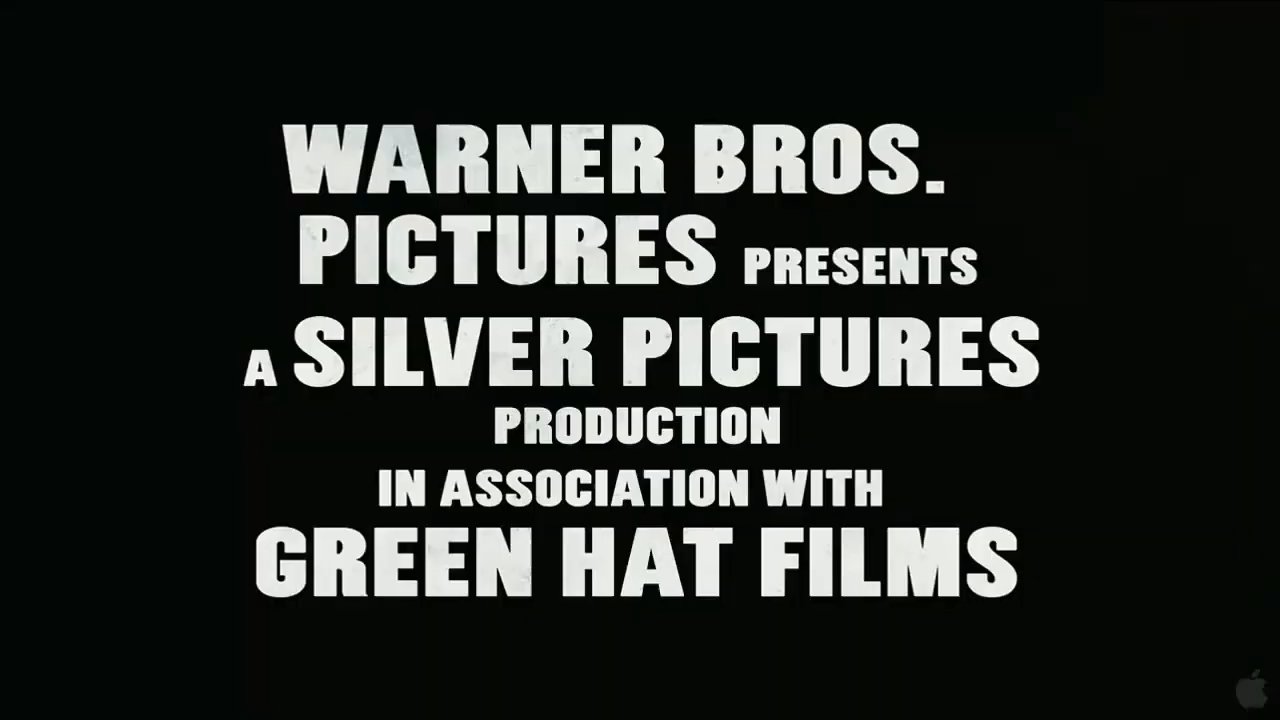 WARNER BROS.
PICTURES PRESENTS
A SILVER PICTURES
PRODUCTION
IN ASSOCIATION WITH
GREEN HAT FILMS